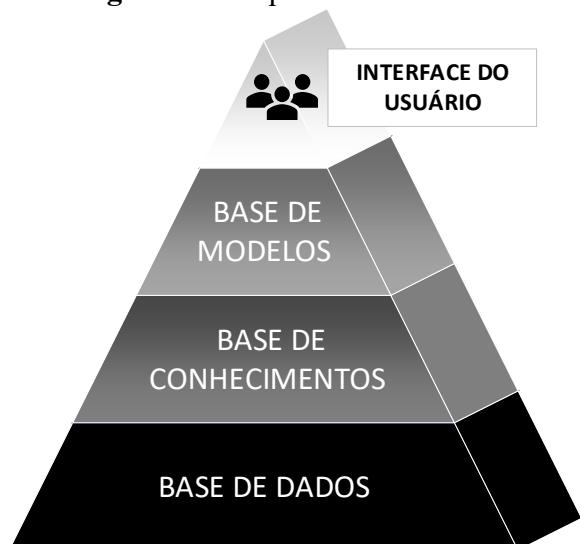 INTERFACE DO
USUÁRIO
BASE DE
MODELOS
BASE DE
CONHECIMENTOS
BASE DE DADOS